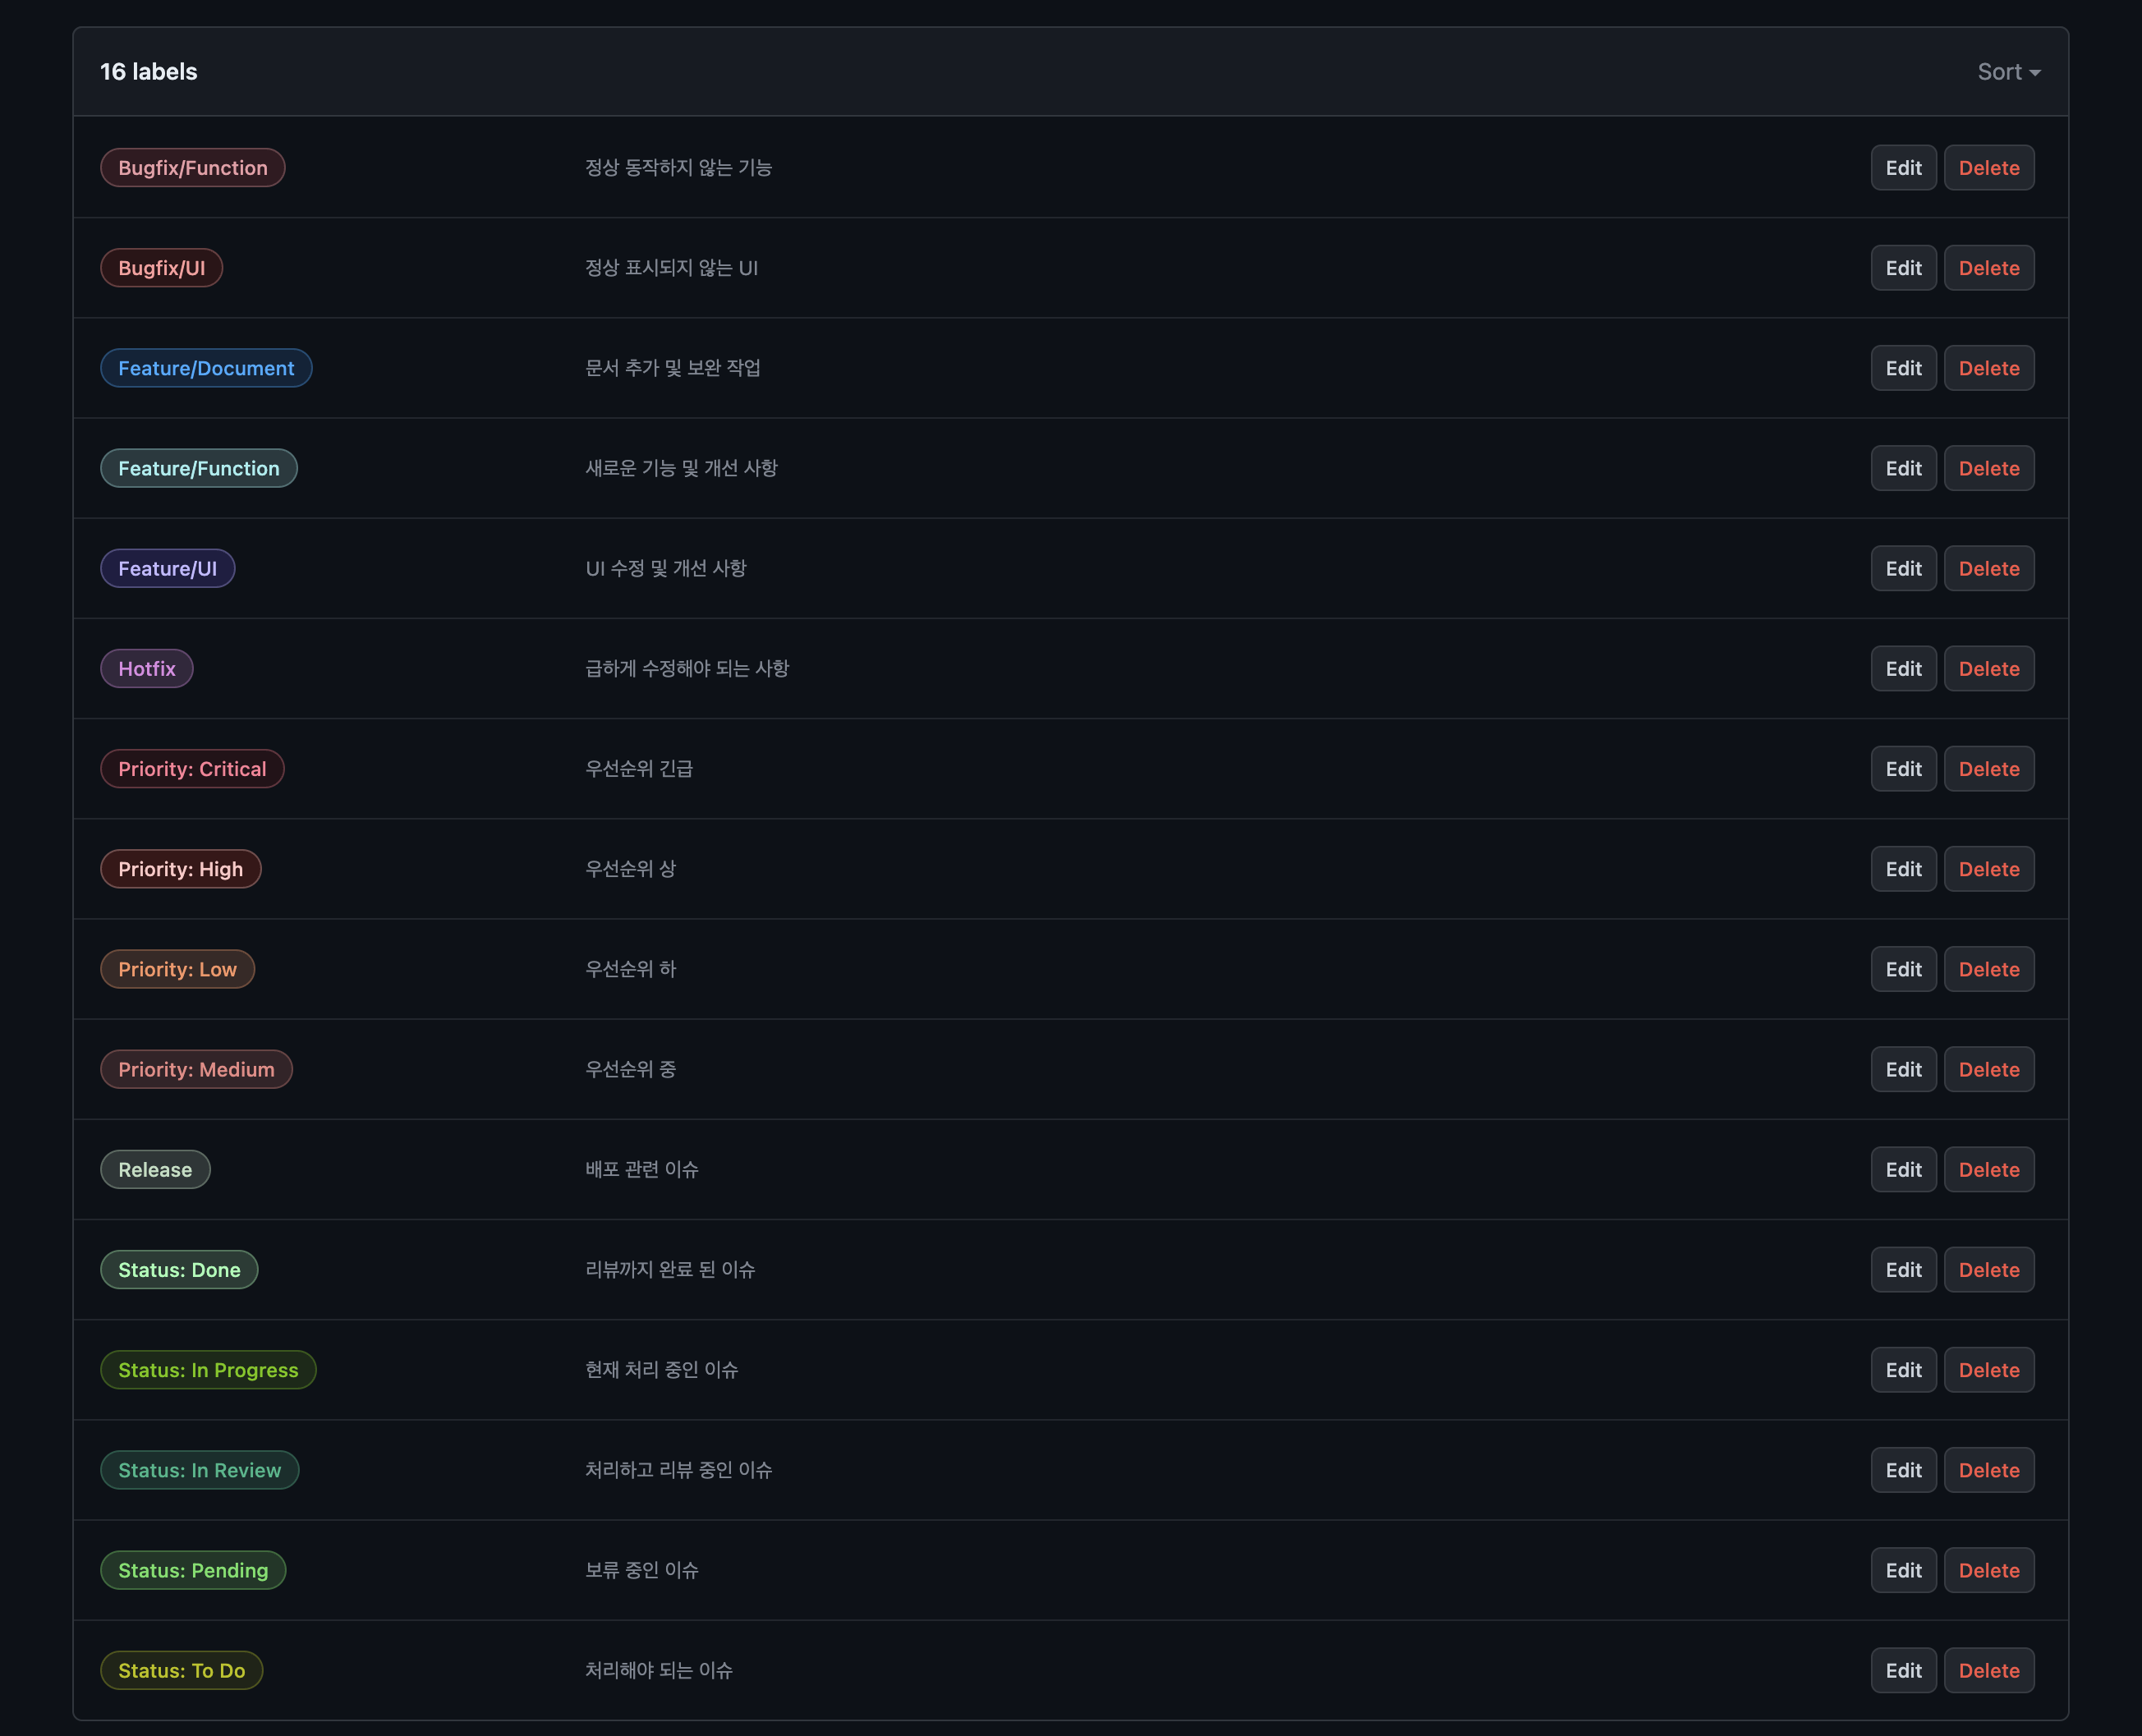 16 labels Sort
Bugfix/Function 정상 동작하지 않는 기능 Edit Delete
Bugfix/UI 정상 표시되지 않는 UI Edit Delete
Feature/Document 문서 추가 및 보완 작업 Edit Delete
Feature/Function 새로운 기능 및 개선 사항 Edit Delete
Feature/UI UI 수정 및 개선 사항 Edit Delete
Hotfix 급하게 수정해야 되는 사항 Edit Delete
Priority: Critical 우선순위 긴급 Edit Delete
Priority: High 우선순위 상 Edit Delete
Priority: Low 우선순위 하 Edit Delete
Priority: Medium 우선순위 중 Edit Delete
Release 배포 관련 이슈 Edit Delete
Status: Done 리뷰까지 완료 된 이슈 Edit Delete
Status: In Progress 현재 처리 중인 이슈 Edit Delete
Status: In Review 처리하고 리뷰 중인 이슈 Edit Delete
Status: Pending 보류 중인 이슈 Edit Delete
Status: To Do 처리해야 되는 이슈 Edit Delete